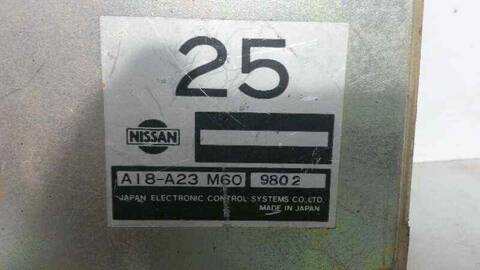 25
NISSAN
A18-A23 M60 9802
JAPAN ELECTRONIC CONTROL SYSTEMS CO.,LTD.
MADE IN JAPAN